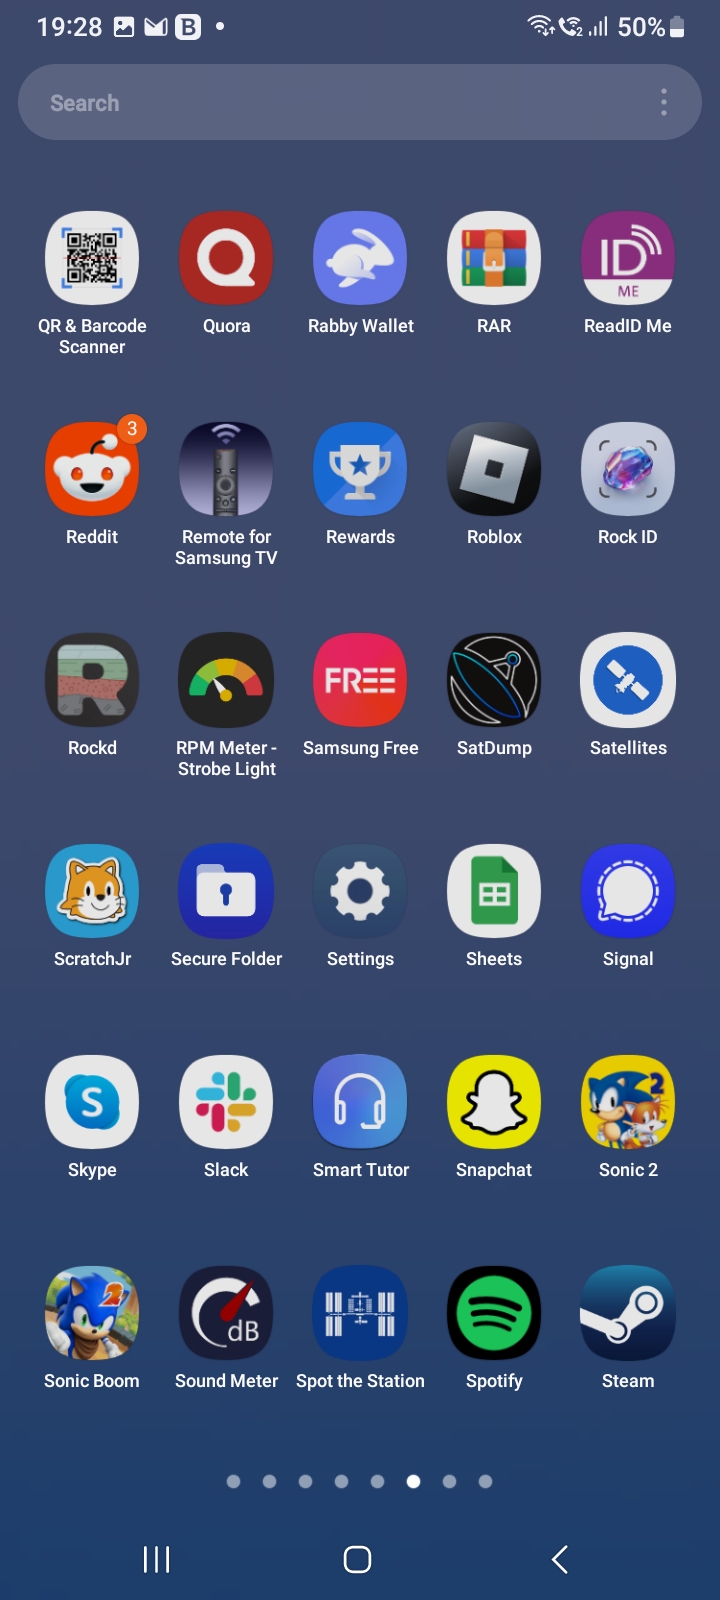 19:28 B 50%
Search
QR & Barcode
Scanner
Quora
Rabby Wallet
RAR
ID
ME
ReadID Me
3
Reddit
Remote for
Samsung TV
Rewards
Roblox
Rock ID
R
Rockd
RPM Meter -
Strobe Light
FREE
Samsung Free
SatDump
Satellites
ScratchJr
Secure Folder
Settings
Sheets
Signal
S
Skype
Slack
Smart Tutor
Snapchat
2
Sonic 2
2
Sonic Boom
dB
Sound Meter
Spot the Station
Spotify
Steam